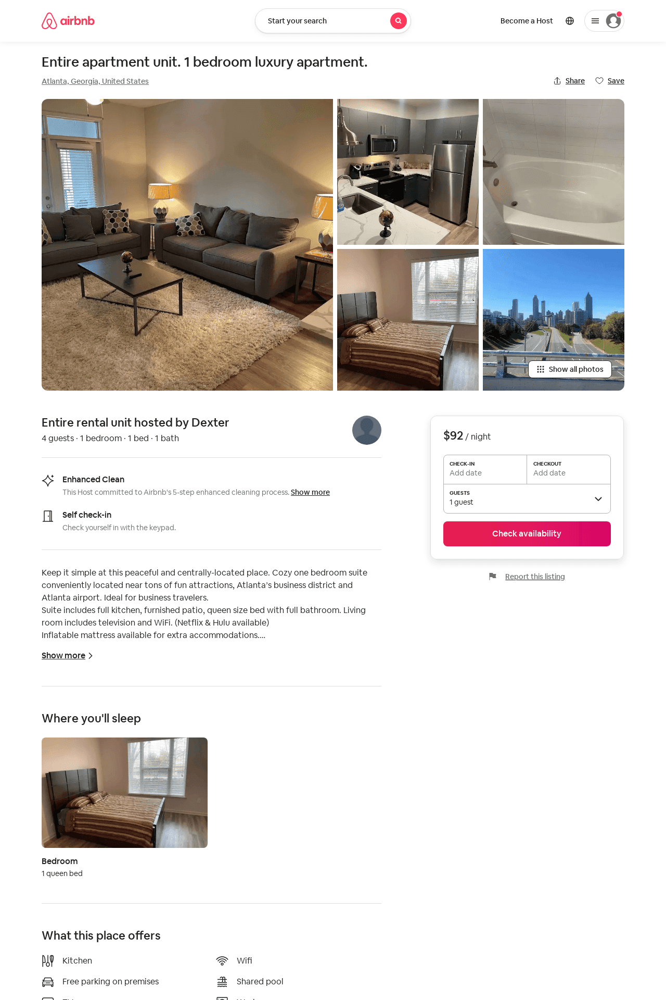 airbnb
Start your search
Become a Host
Entire apartment unit. 1 bedroom luxury apartment.
Atlanta, Georgia, United States
Share
Save
Show all photos
Entire rental unit hosted by Dexter
4 guests · 1 bedroom · 1 bed · 1 bath
Enhanced Clean
This Host committed to Airbnb's 5-step enhanced cleaning process. Show more
Self check-in
Check yourself in with the keypad.
$92 / night
CHECK-IN
Add date
CHECKOUT
Add date
GUESTS
1 guest
Check availability
Report this listing
Keep it simple at this peaceful and centrally-located place. Cozy one bedroom suite
conveniently located near tons of fun attractions, Atlanta’s business district and
Atlanta airport. Ideal for business travelers.
Suite includes full kitchen, furnished patio, queen size bed with full bathroom. Living
room includes television and WiFi. (Netflix & Hulu available)
Inflatable mattress available for extra accommodations.…
Show more
Where you'll sleep
Bedroom
1 queen bed
What this place offers
Kitchen
Wifi
Free parking on premises
Shared pool